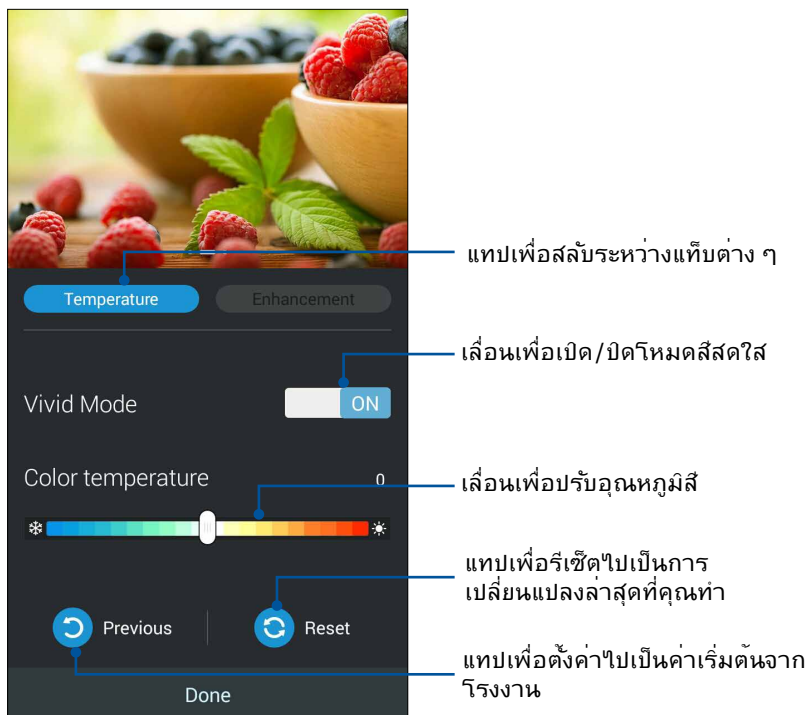 แทปเพื่อสลับระหว่างแท็บต่าง ๆ
Temperature
Enhancement
เลื่อนเพื่อเปิด/ปิดโหมดสีสดใส
Vivid Mode
ON
Color temperature
0
เลื่อนเพื่อปรับอุณหภูมิสี
แทปเพื่อรีเซ็ตไปเป็นการ
เปลี่ยนแปลงล่าสุดที่คุณทำ
Previous
Reset
แทปเพื่อตั้งค่าไปเป็นค่าเริ่มต้นจาก
โรงงาน
Done